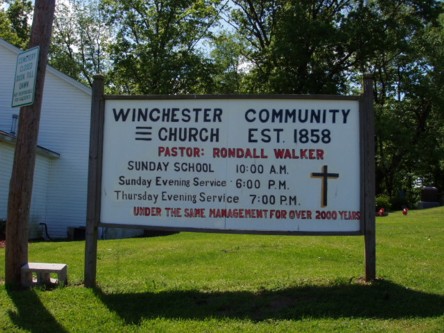 WINCHESTER COMMUNITY
CHURCH EST. 1858
PASTOR: RONDALL WALKER
SUNDAY SCHOOL 10:00 A.M.
Sunday Evening Service 6:00 P.M.
Thursday Evening Service 7:00 P.M.
UNDER THE SAME MANAGEMENT FOR OVER 2000 YEARS